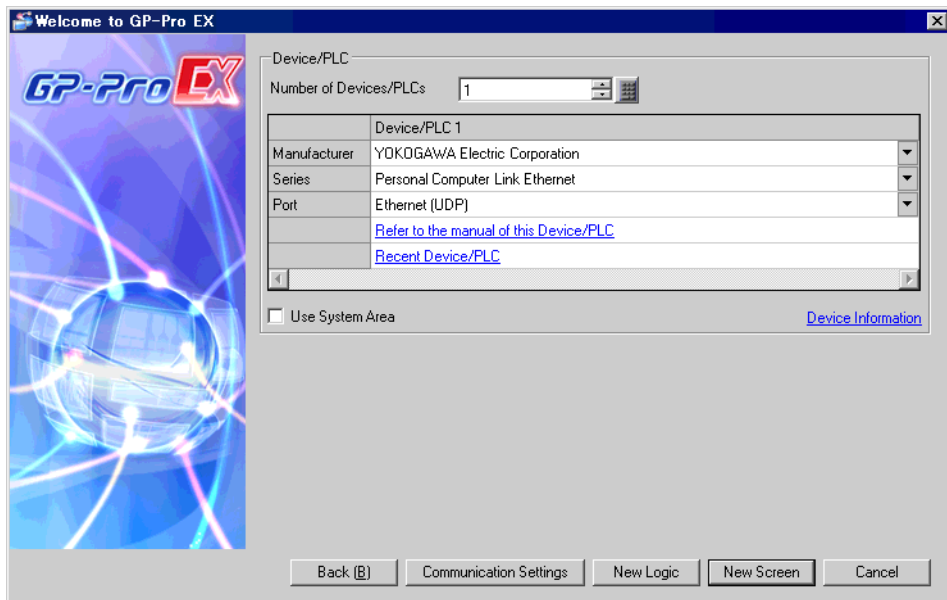 Welcome to GP-Pro EX
GP-Pro EX
Device/PLC
Number of Devices/PLCs 1
Device/PLC 1
Manufacturer YOKOGAWA Electric Corporation
Series Personal Computer Link Ethernet
Port Ethernet (UDP)
Refer to the manual of this Device/PLC
Recent Device/PLC
Use System Area Device Information
Back (B) Communication Settings New Logic New Screen Cancel